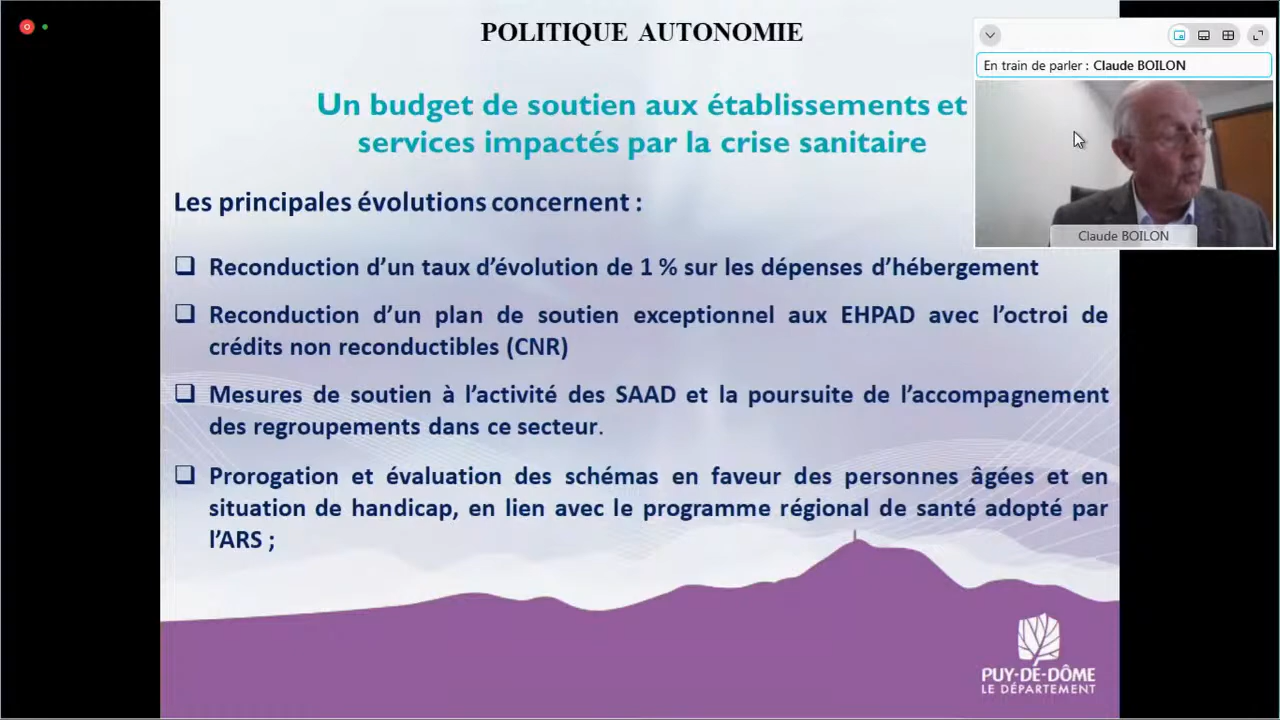 POLITIQUE AUTONOMIE
En train de parler : Claude BOILON
Un budget de soutien aux établissements et
services impactés par la crise sanitaire
Claude BOILON
Les principales évolutions concernent :
❑ Reconduction d’un taux d’évolution de 1 % sur les dépenses d’hébergement
❑ Reconduction d’un plan de soutien exceptionnel aux EHPAD avec l’octroi de
crédits non reconductibles (CNR)
❑ Mesures de soutien à l’activité des SAAD et la poursuite de l’accompagnement
des regroupements dans ce secteur.
❑ Prorogation et évaluation des schémas en faveur des personnes âgées et en
situation de handicap, en lien avec le programme régional de santé adopté par
l’ARS ;
PUY-DE-DÔME
LE DÉPARTEMENT